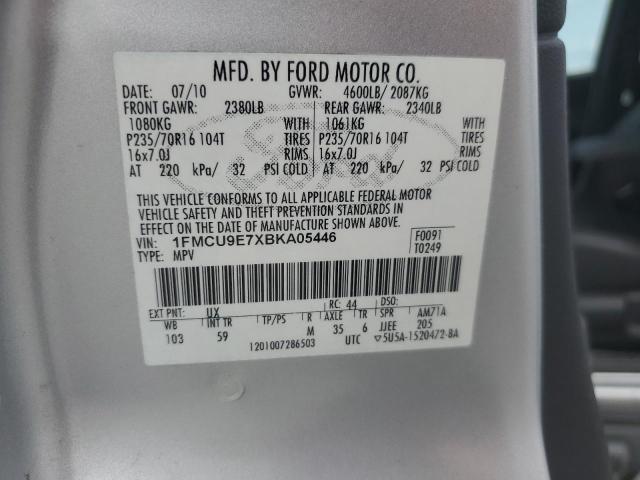 MFD. BY FORD MOTOR CO.
DATE: 07/10 GVWR: 4600LB/ 2087KG
FRONT GAWR: 2380LB REAR GAWR: 2340LB
1080KG WITH 1061KG WITH
P235/70R16 104T TIRES P235/70R16 104T TIRES
16x7.0J RIMS 16x7.0J RIMS
AT 220 kPa/ 32 PSI COLD AT 220 kPa/ 32 PSI COLD
THIS VEHICLE CONFORMS TO ALL APPLICABLE FEDERAL MOTOR
VEHICLE SAFETY AND THEFT PREVENTION STANDARDS IN
EFFECT ON THE DATE OF MANUFACTURE SHOWN ABOVE.
VIN: 1FMCU9E7XBKA05446 F0091
TYPE: MPV T0249
EXT PNT: UX RC: 44 DSO:
WB INT TR TP/PS R AXLE TR SPR AM71A
103 59 M 35 6 JJEE 205
1201007286503 UTC ▽5U5A-1520472-BA
Ford